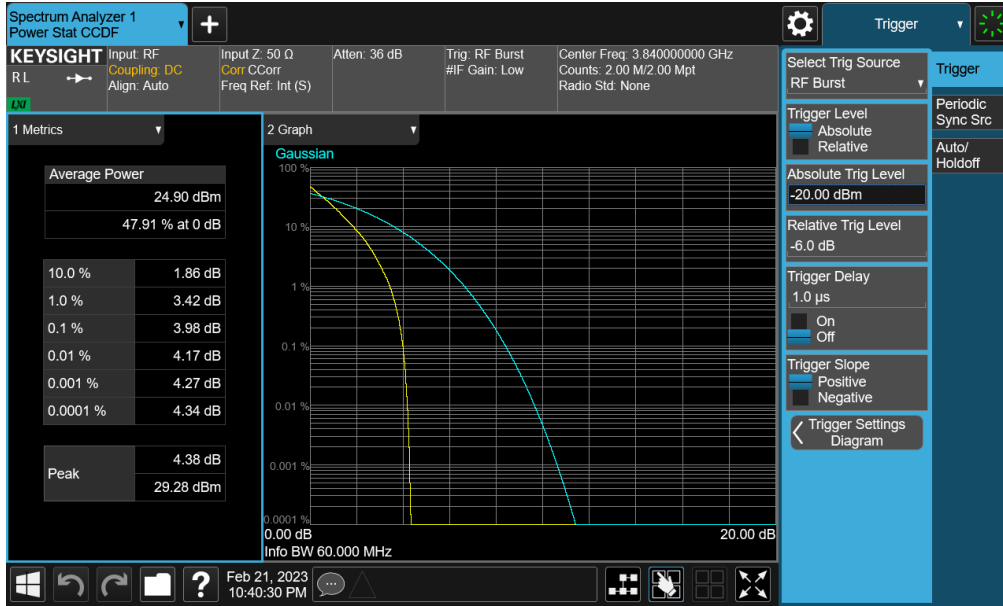 Spectrum Analyzer 1
Power Stat CCDF
Trigger
KEYSIGHT
R L
LXI
Input: RF
Coupling: DC
Align: Auto
Input Z: 50 Ω
Corr CCorr
Freq Ref: Int (S)
Atten: 36 dB
Trig: RF Burst
#IF Gain: Low
Center Freq: 3.840000000 GHz
Counts: 2.00 M/2.00 Mpt
Radio Std: None
1 Metrics
Average Power
24.90 dBm
47.91 % at 0 dB
10.0 % 1.86 dB
1.0 % 3.42 dB
0.1 % 3.98 dB
0.01 % 4.17 dB
0.001 % 4.27 dB
0.0001 % 4.34 dB
Peak
4.38 dB
29.28 dBm
2 Graph
Gaussian
100 %
10 %
1 %
0.1 %
0.01 %
0.001 %
0.0001 %
0.00 dB 20.00 dB
Info BW 60.000 MHz
Select Trig Source
RF Burst
Trigger Level
Absolute
Relative
Absolute Trig Level
-20.00 dBm
Relative Trig Level
-6.0 dB
Trigger Delay
1.0 µs
On
Off
Trigger Slope
Positive
Negative
Trigger Settings
Diagram
Trigger
Periodic
Sync Src
Auto/
Holdoff
?
Feb 21, 2023
10:40:30 PM